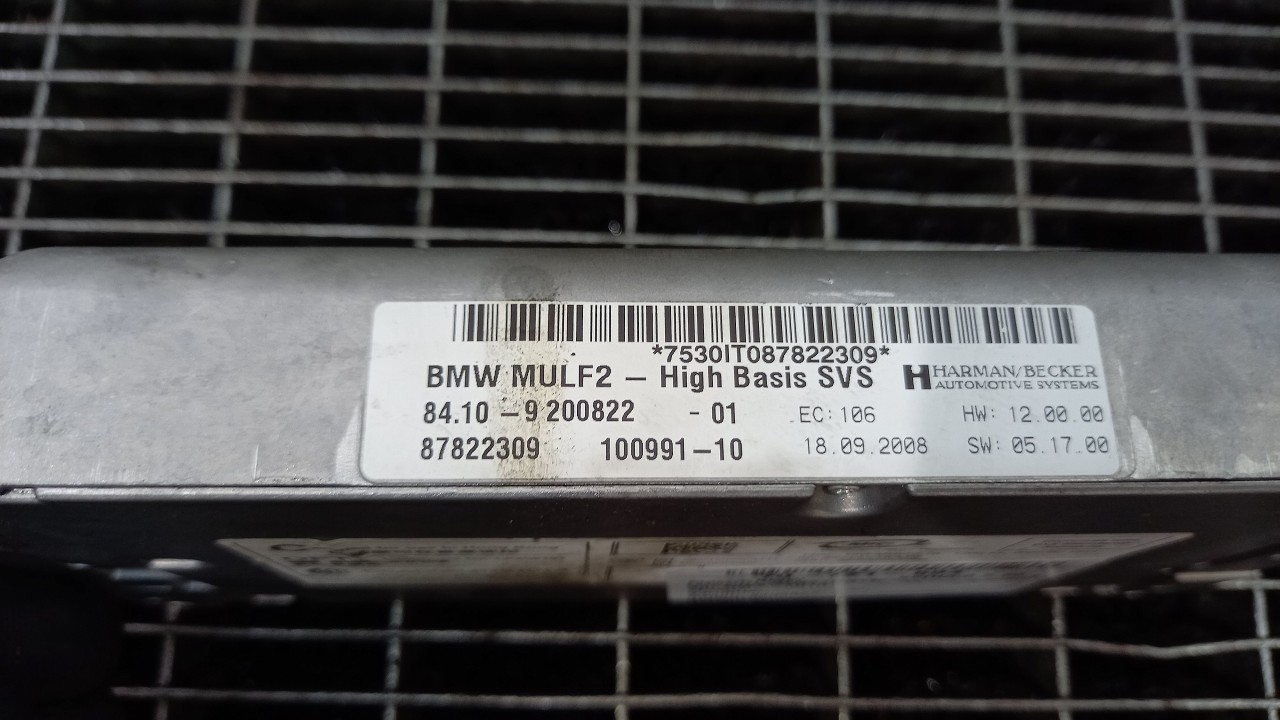 *7530IT087822309*
BMW MULF2 – High Basis SVS HARMAN/BECKER
AUTOMOTIVE SYSTEMS
84.10 –9 200822 - 01 .EC: 106 HW: 12.00.00
87822309 100991–10 18.09.2008 SW: 05.17.00